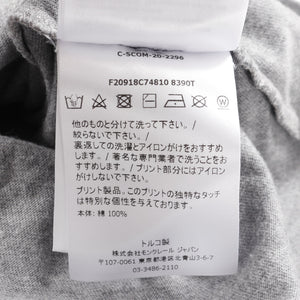 C-SCOM-20-2296
F20918C74810 8390T
他のものと分けて洗って下さい。/
絞らないで下さい。/
裏返しての洗濯とアイロンがけをおすすめ
します。/ 著名な専門業者で洗うことをお
すすめします。/ プリント部分にはアイロン
がけしないで下さい。/
プリント製品。このプリントの独特なタッチ
は特別な個性を与えております。
本体: 綿 100%
トルコ製
株式会社モンクレール ジャパン
〒107-0061 東京都港区北青山3-6-7
03-3486-2110